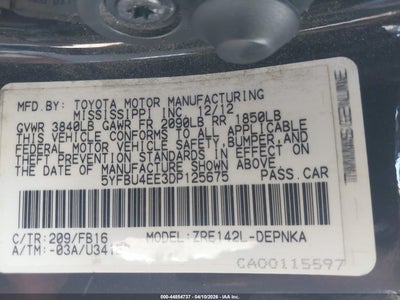 MFD. BY: TOYOTA MOTOR MANUFACTURING
MISSISSIPPI INC. 12/12
GVWR 3840LB GAWR FR 2090LB RR 1850LB
THIS VEHICLE CONFORMS TO ALL APPLICABLE
FEDERAL MOTOR VEHICLE SAFETY, BUMPER, AND
THEFT PREVENTION STANDARDS IN EFFECT ON
THE DATE OF MANUFACTURE SHOWN ABOVE.
5YFBU4EE3DP125675 PASS.CAR
C/TR: 209/FB16 MODEL: ZRE142L-DEPNKA
A/TM: -03A/U341E
CA00115597
000-44854737 - 04/10/2026 -